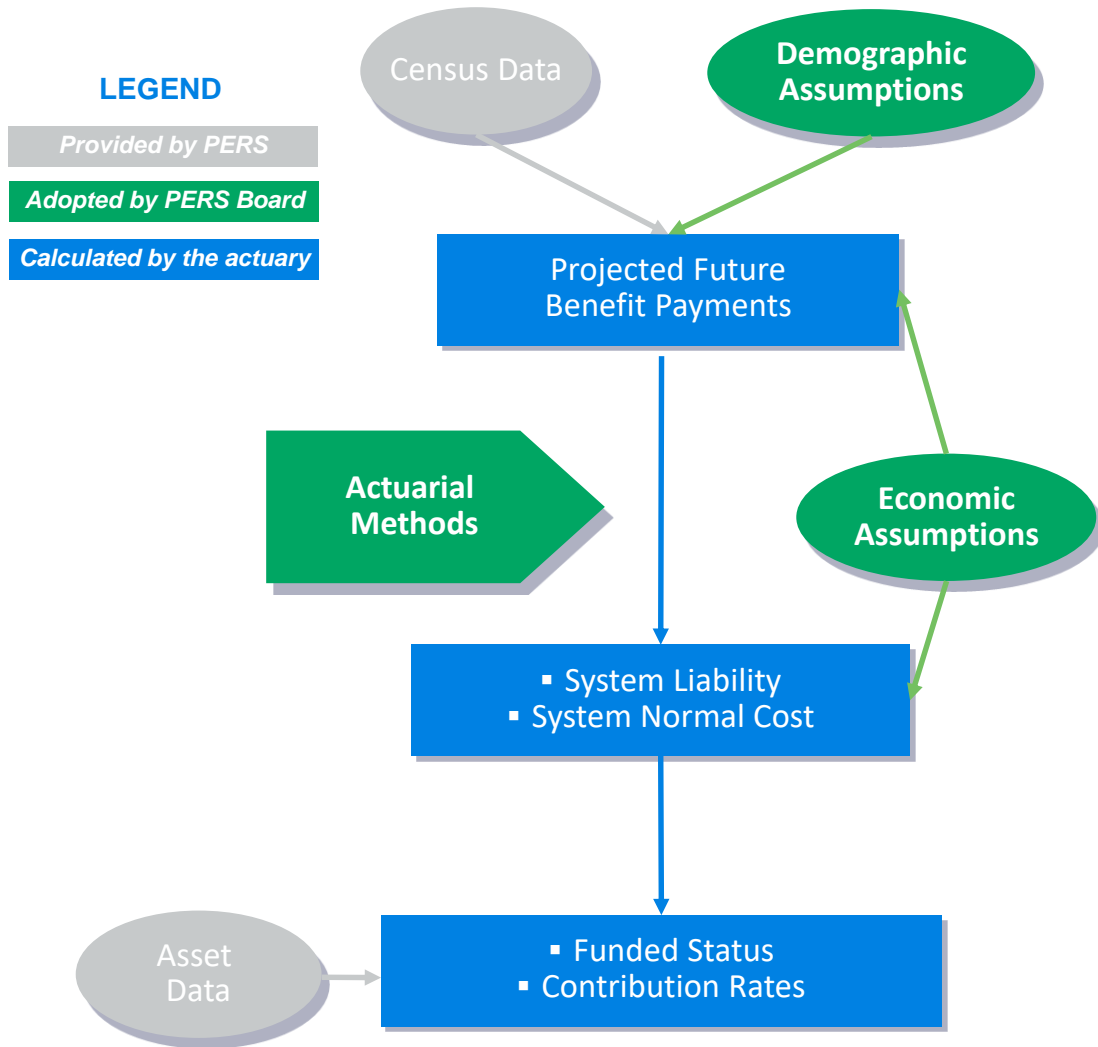 Census Data
Demographic
Assumptions
LEGEND
Provided by PERS
Adopted by PERS Board
Calculated by the actuary
Projected Future
Benefit Payments
Actuarial
Methods
Economic
Assumptions
▪ System Liability
▪ System Normal Cost
Asset
Data
▪ Funded Status
▪ Contribution Rates